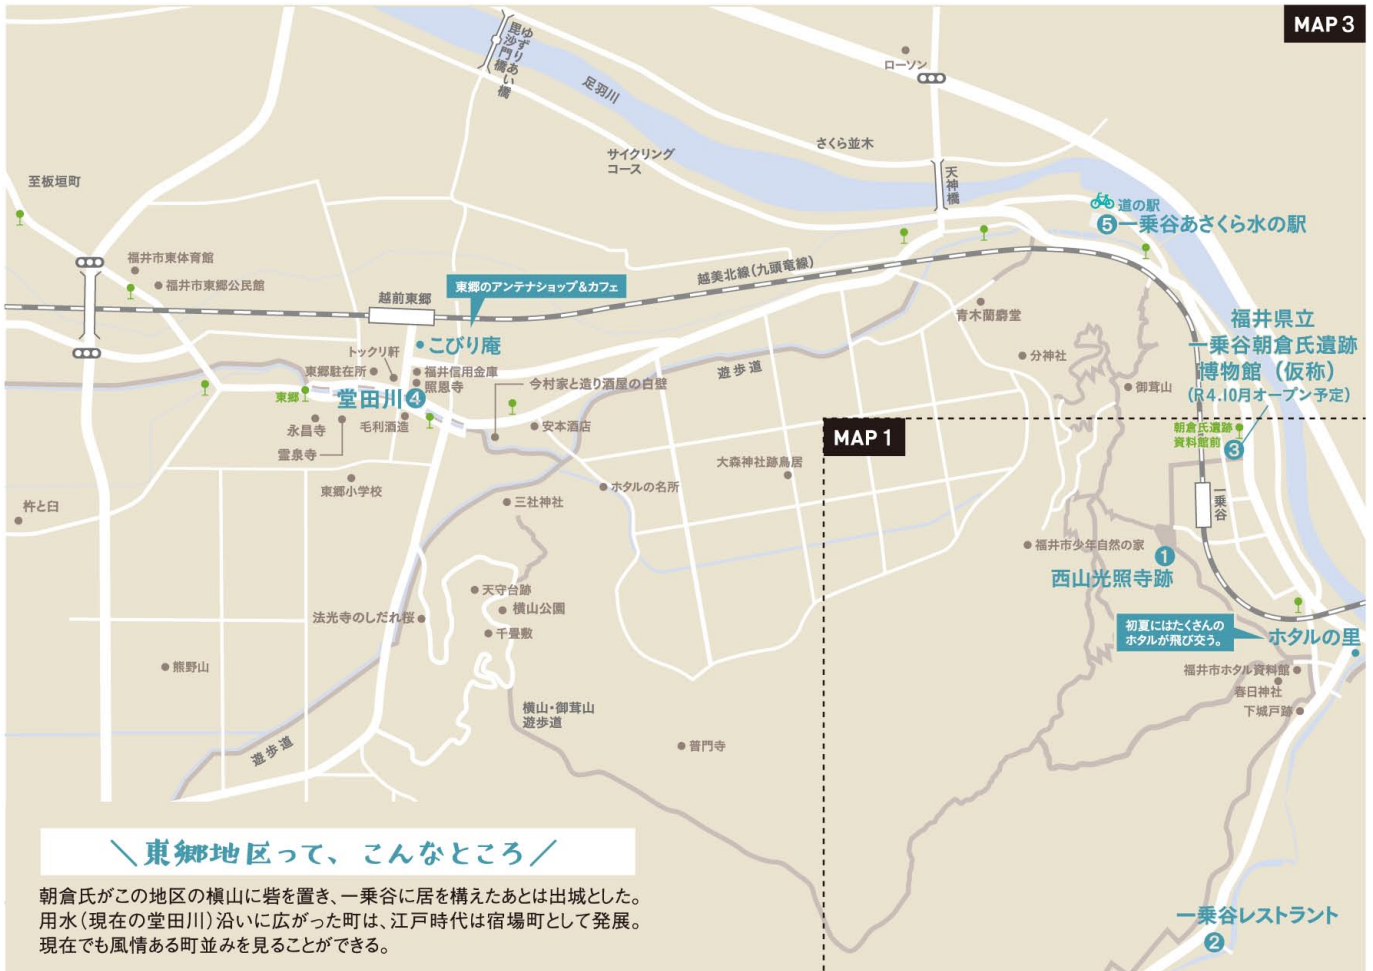 MAP 3
ローソン
ゆずりあい橋
毘沙門橋
足羽川
サイクリング
コース
さくら並木
天神橋
至板垣町
道の駅
5 一乗谷あさくら水の駅
福井市東体育館
福井市東郷公民館
越前東郷
東郷のアンテナショップ&カフェ
越美北線(九頭竜線)
青木蘭麝堂
福井県立
一乗谷朝倉氏遺跡
博物館(仮称)
(R4.10月オープン予定)
こびり庵
トックリ軒
東郷駐在所
福井信用金庫
照恩寺
今村家と造り酒屋の白壁
遊歩道
分神社
御茸山
東郷
堂田川 4
永昌寺
毛利酒造
安本酒店
霊泉寺
MAP 1
朝倉氏遺跡
資料館前
3
大森神社跡鳥居
東郷小学校
ホタルの名所
三社神社
杵と臼
一乗谷
福井市少年自然の家
1
西山光照寺跡
天守台跡
横山公園
法光寺のしだれ桜
千畳敷
初夏にはたくさんの
ホタルが飛び交う。
ホタルの里
熊野山
福井市ホタル資料館
春日神社
下城戸跡
横山・御茸山
遊歩道
普門寺
遊歩道
東郷地区って、こんなところ
朝倉氏がこの地区の槇山に砦を置き、一乗谷に居を構えたあとは出城とした。
用水(現在の堂田川)沿いに広がった町は、江戸時代は宿場町として発展。
現在でも風情ある町並みを見ることができる。
一乗谷レストラント
2